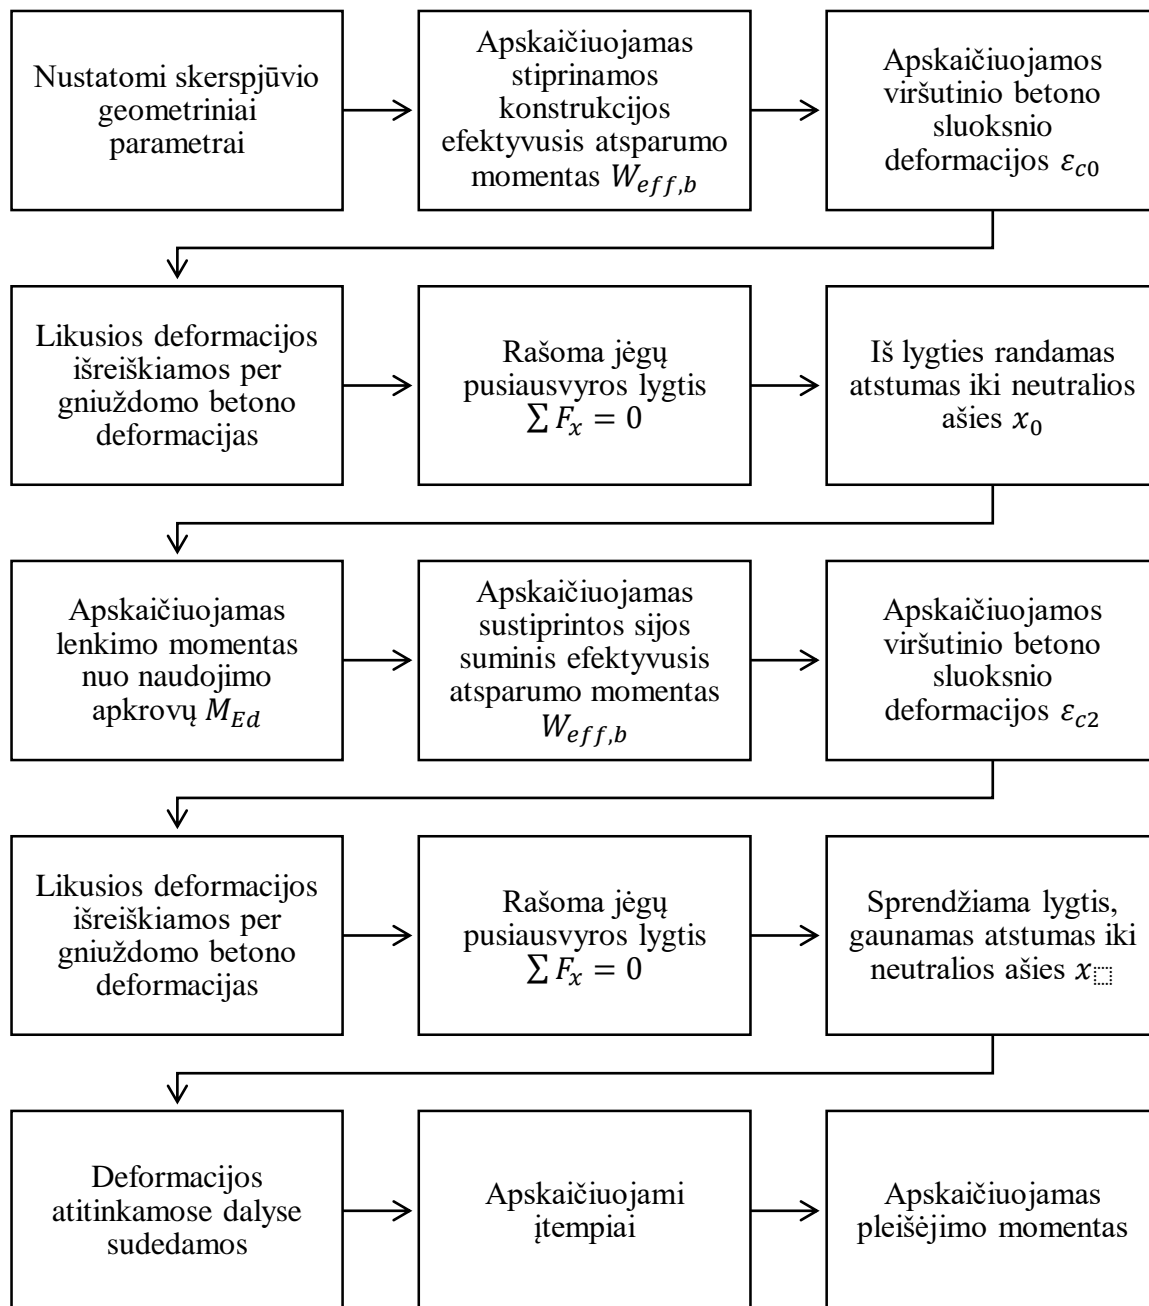 Nustatomi skerspjūvio
geometriniai
parametrai
Apskaičiuojamas
stiprinamos
konstrukcijos
efektyvusis atsparumo
momentas W_{eff,b}
Apskaičiuojamos
viršutinio betono
sluoksnio
deformacijos ε_{c0}
Likusios deformacijos
išreiškiamos per
gniuždomo betono
deformacijas
Rašoma jėgų
pusiausvyros lygtis
∑ F_x = 0
Iš lygties randamas
atstumas iki neutralios
ašies x_0
Apskaičiuojamas
lenkimo momentas
nuo naudojimo
apkrovų M_{Ed}
Apskaičiuojamas
sustiprintos sijos
suminis efektyvusis
atsparumo momentas
W_{eff,b}
Apskaičiuojamos
viršutinio betono
sluoksnio
deformacijos ε_{c2}
Likusios deformacijos
išreiškiamos per
gniuždomo betono
deformacijas
Rašoma jėgų
pusiausvyros lygtis
∑ F_x = 0
Sprendžiama lygtis,
gaunamas atstumas iki
neutralios ašies x_⬚
Deformacijos
atitinkamose dalyse
sudedamos
Apskaičiuojami
įtempiai
Apskaičiuojamas
pleišėjimo momentas